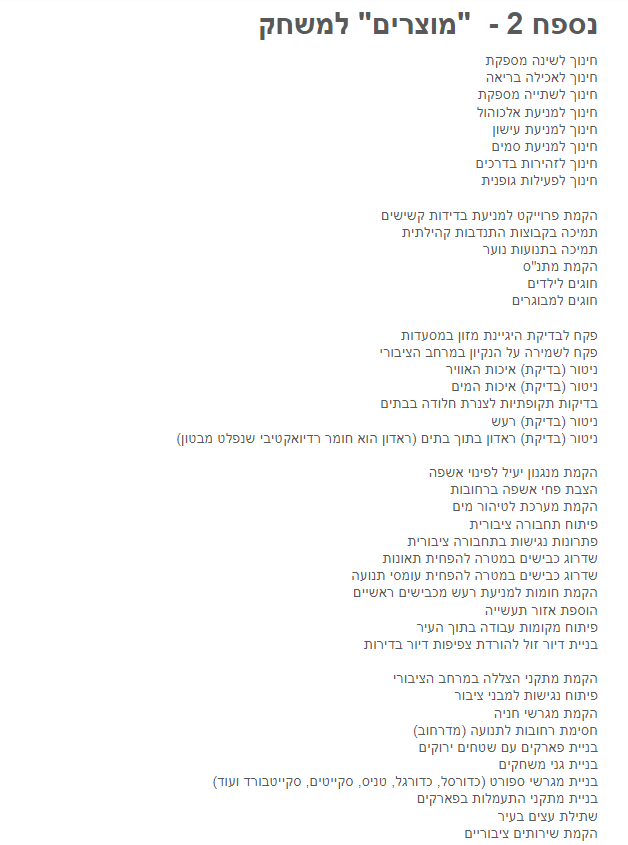 נספח 2 - "מוצרים" למשחק
חינוך לשינה מספקת
חינוך לאכילה בריאה
חינוך לשתייה מספקת
חינוך למניעת אלכוהול
חינוך למניעת עישון
חינוך למניעת סמים
חינוך לזהירות בדרכים
חינוך לפעילות גופנית
הקמת פרוייקט למניעת בדידות קשישים
תמיכה בקבוצות התנדבות קהילתית
תמיכה בתנועות נוער
הקמת מתנ"ס
חוגים לילדים
חוגים למבוגרים
פקח לבדיקת היגיינת מזון במסעדות
פקח לשמירה על הנקיון במרחב הציבורי
ניטור (בדיקת) איכות האוויר
ניטור (בדיקת) איכות המים
בדיקות תקופתיות לצנרת חלודה בבתים
ניטור (בדיקת) רעש
ניטור (בדיקת) ראדון בתוך בתים (ראדון הוא חומר רדיואקטיבי שנפלט מבטון)
הקמת מנגנון יעיל לפינוי אשפה
הצבת פחי אשפה ברחובות
הקמת מערכת לטיהור מים
פיתוח תחבורה ציבורית
פתרונות נגישות בתחבורה ציבורית
שדרוג כבישים במטרה להפחית תאונות
שדרוג כבישים במטרה להפחית עומסי תנועה
הקמת חומות למניעת רעש מכבישים ראשיים
הוספת אזור תעשייה
פיתוח מקומות עבודה בתוך העיר
בניית דיור זול להורדת צפיפות דיור בדירות
הקמת מתקני הצללה במרחב הציבורי
פיתוח נגישות למבני ציבור
הקמת מגרשי חניה
חסימת רחובות לתנועה (מדרחוב)
בניית פארקים עם שטחים ירוקים
בניית גני משחקים
בניית מגרשי ספורט (כדורסל, כדורגל, טניס, סקייטים, סקייטבורד ועוד)
בניית מתקני התעמלות בפארקים
שתילת עצים בעיר
הקמת שירותים ציבוריים